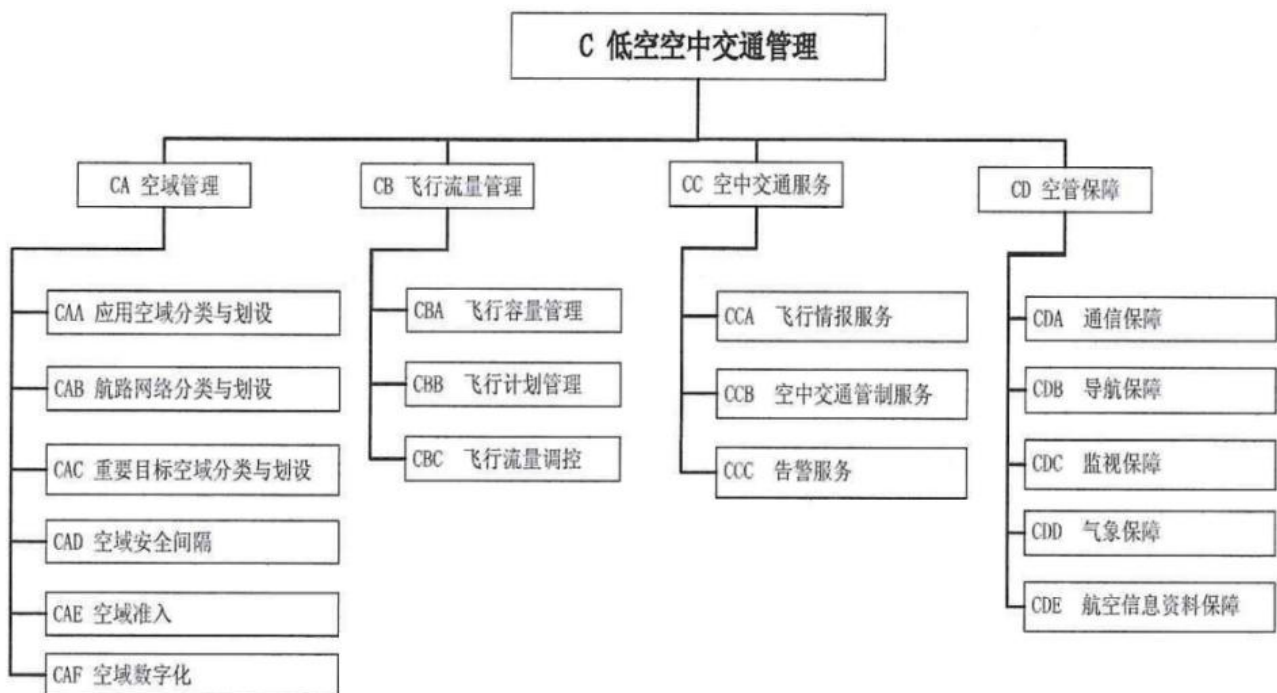 C 低空空中交通管理
CA 空域管理
CB 飞行流量管理
CC 空中交通服务
CD 空管保障
CAA 应用空域分类与划设
CAB 航路网络分类与划设
CAC 重要目标空域分类与划设
CAD 空域安全间隔
CAE 空域准入
CAF 空域数字化
CBA 飞行容量管理
CBB 飞行计划管理
CBC 飞行流量调控
CCA 飞行情报服务
CCB 空中交通管制服务
CCC 告警服务
CDA 通信保障
CDB 导航保障
CDC 监视保障
CDD 气象保障
CDE 航空信息资料保障